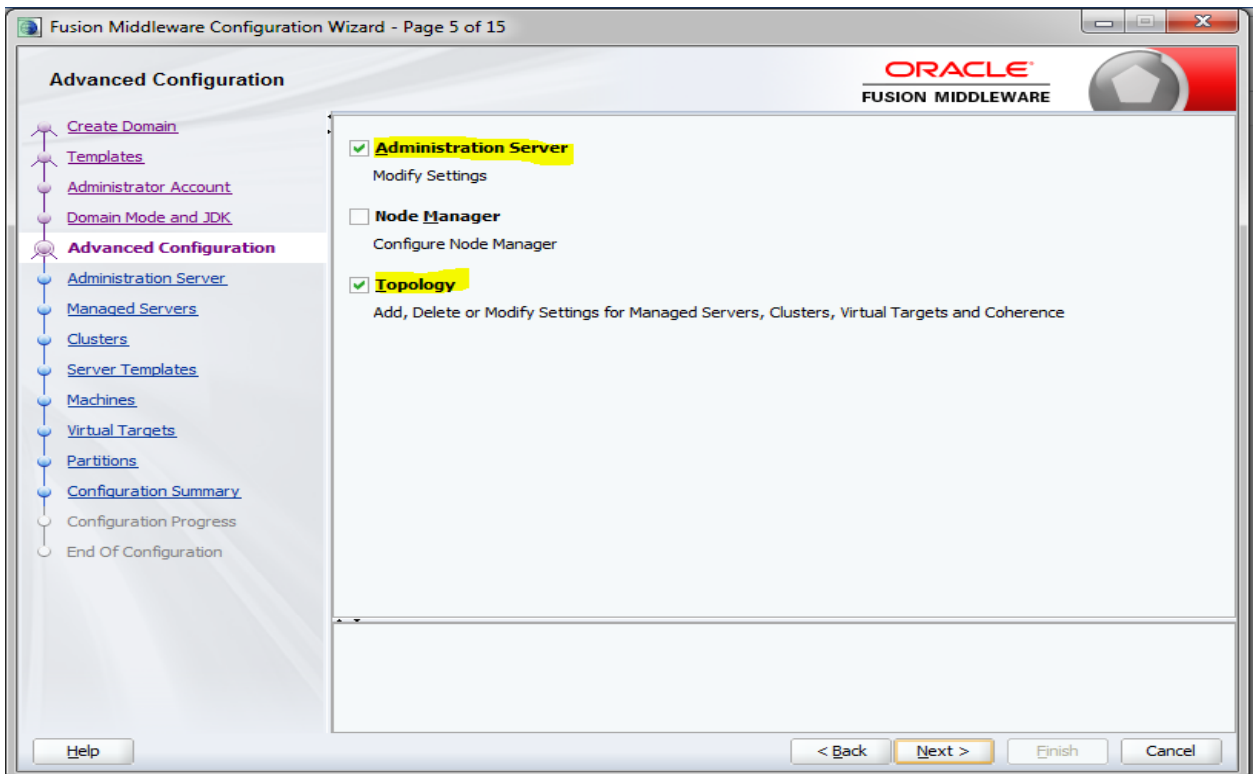 Fusion Middleware Configuration Wizard - Page 5 of 15
Advanced Configuration
ORACLE
FUSION MIDDLEWARE
Create Domain
Templates
Administrator Account
Domain Mode and JDK
Advanced Configuration
Administration Server
Managed Servers
Clusters
Server Templates
Machines
Virtual Targets
Partitions
Configuration Summary
Configuration Progress
End Of Configuration
Administration Server
Modify Settings
Node Manager
Configure Node Manager
Topology
Add, Delete or Modify Settings for Managed Servers, Clusters, Virtual Targets and Coherence
Help
< Back
Next >
Finish
Cancel